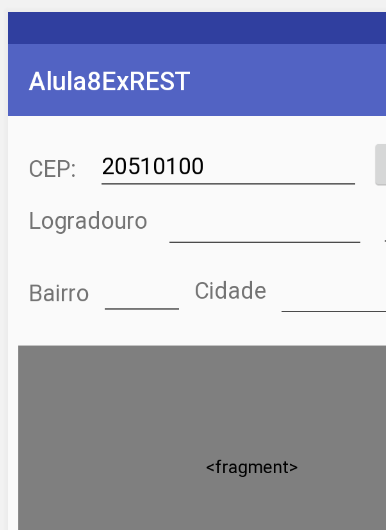 Alula8ExREST
CEP: 20510100
Logradouro
Bairro Cidade
<fragment>